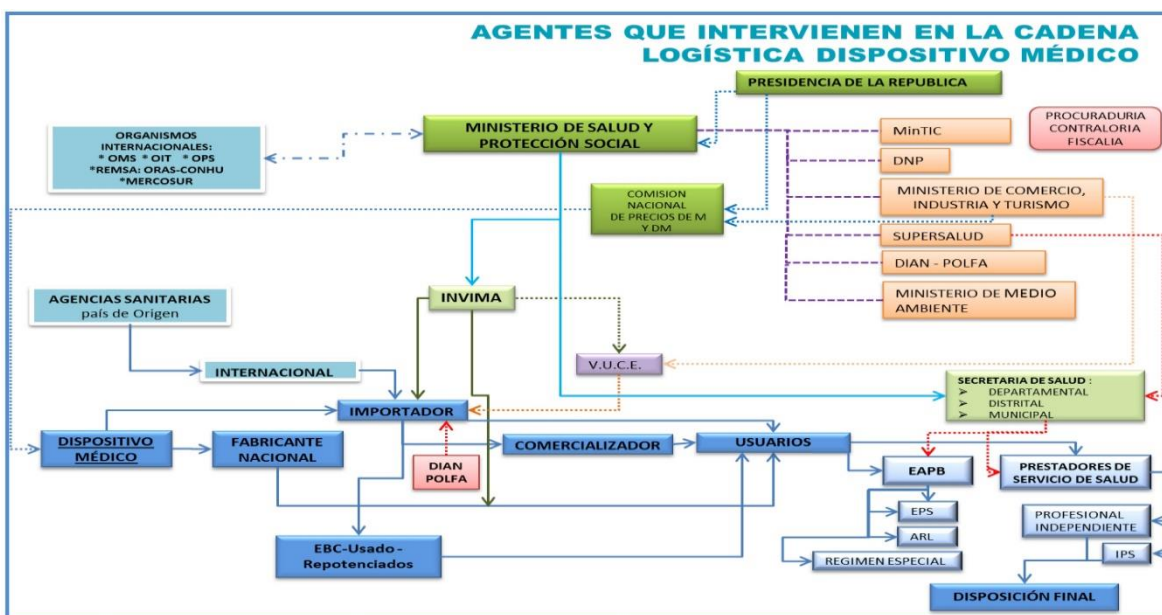 AGENTES QUE INTERVIENEN EN LA CADENA
LOGÍSTICA DISPOSITIVO MÉDICO
PRESIDENCIA DE LA REPUBLICA
ORGANISMOS
INTERNACIONALES:
* OMS * OIT * OPS
*REMSA: ORAS-CONHU
*MERCOSUR
MINISTERIO DE SALUD Y
PROTECCIÓN SOCIAL
MinTIC
PROCURADURIA
CONTRALORIA
FISCALIA
DNP
COMISION
NACIONAL
DE PRECIOS DE M
Y DM
MINISTERIO DE COMERCIO,
INDUSTRIA Y TURISMO
SUPERSALUD
DIAN - POLFA
MINISTERIO DE MEDIO
AMBIENTE
AGENCIAS SANITARIAS
país de Origen
INVIMA
INTERNACIONAL
V.U.C.E.
SECRETARIA DE SALUD :
➢ DEPARTAMENTAL
➢ DISTRITAL
➢ MUNICIPAL
IMPORTADOR
DISPOSITIVO
MÉDICO
FABRICANTE
NACIONAL
DIAN
POLFA
COMERCIALIZADOR
USUARIOS
EAPB
PRESTADORES DE
SERVICIO DE SALUD
EPS
ARL
REGIMEN ESPECIAL
PROFESIONAL
INDEPENDIENTE
IPS
EBC-Usado -
Repotenciados
DISPOSICIÓN FINAL